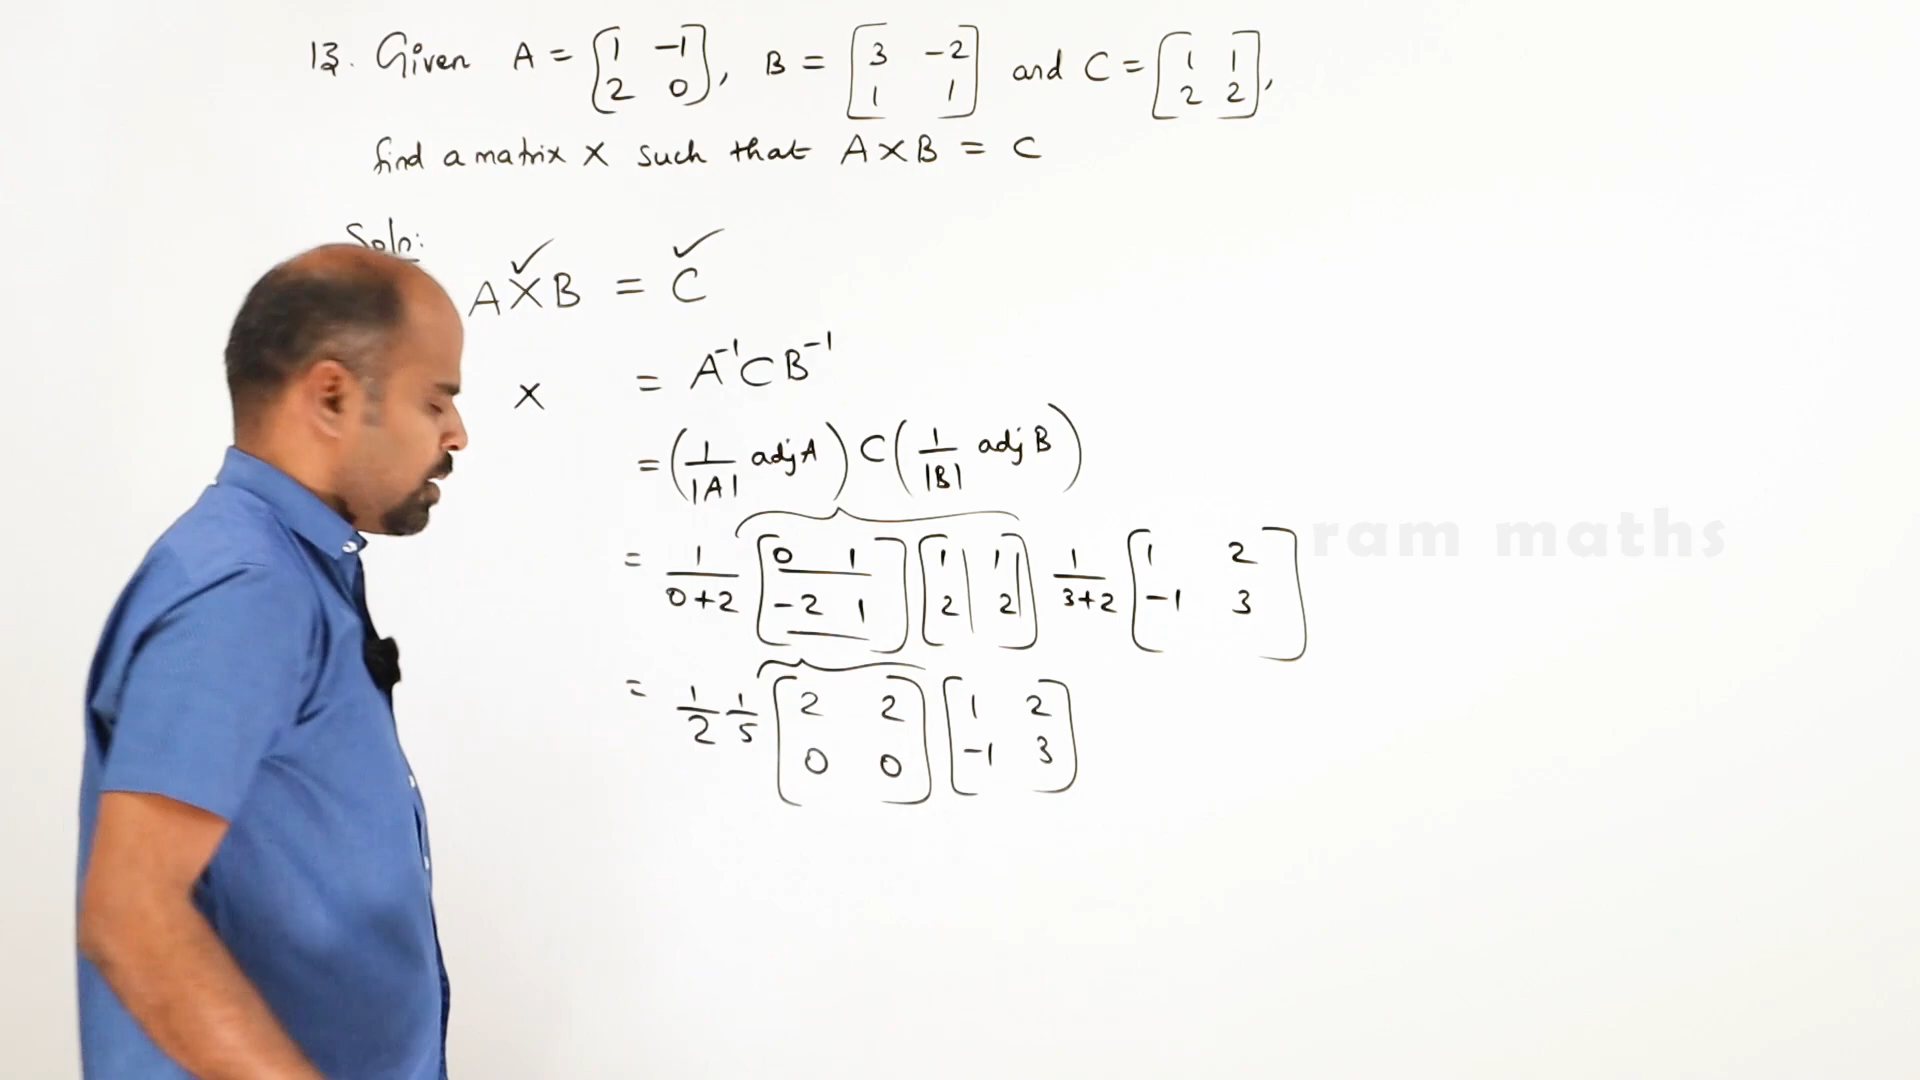 13. Given A = [1 -1 2 0], B = [3 -2 1 1] and C = [1 1 2 2],
find a matrix X such that AXB = C
Soln:
AXB = C
X = A⁻¹CB⁻¹
= (1/|A| adj A) C (1/|B| adj B)
= 1/0+2 [0 1 -2 1] [1 1 2 2] 1/3+2 [1 2 -1 3]
ram maths
= 1/2 1/5 [2 2 0 0] [1 2 -1 3]